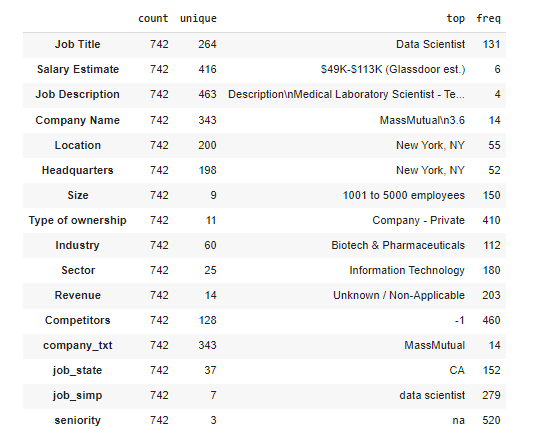 count unique top freq
Job Title 742 264 Data Scientist 131
Salary Estimate 742 416 $49K-$113K (Glassdoor est.) 6
Job Description 742 463 Description\nMedical Laboratory Scientist - Te... 4
Company Name 742 343 MassMutual\n3.6 14
Location 742 200 New York, NY 55
Headquarters 742 198 New York, NY 52
Size 742 9 1001 to 5000 employees 150
Type of ownership 742 11 Company - Private 410
Industry 742 60 Biotech & Pharmaceuticals 112
Sector 742 25 Information Technology 180
Revenue 742 14 Unknown / Non-Applicable 203
Competitors 742 128 -1 460
company_txt 742 343 MassMutual 14
job_state 742 37 CA 152
job_simp 742 7 data scientist 279
seniority 742 3 na 520